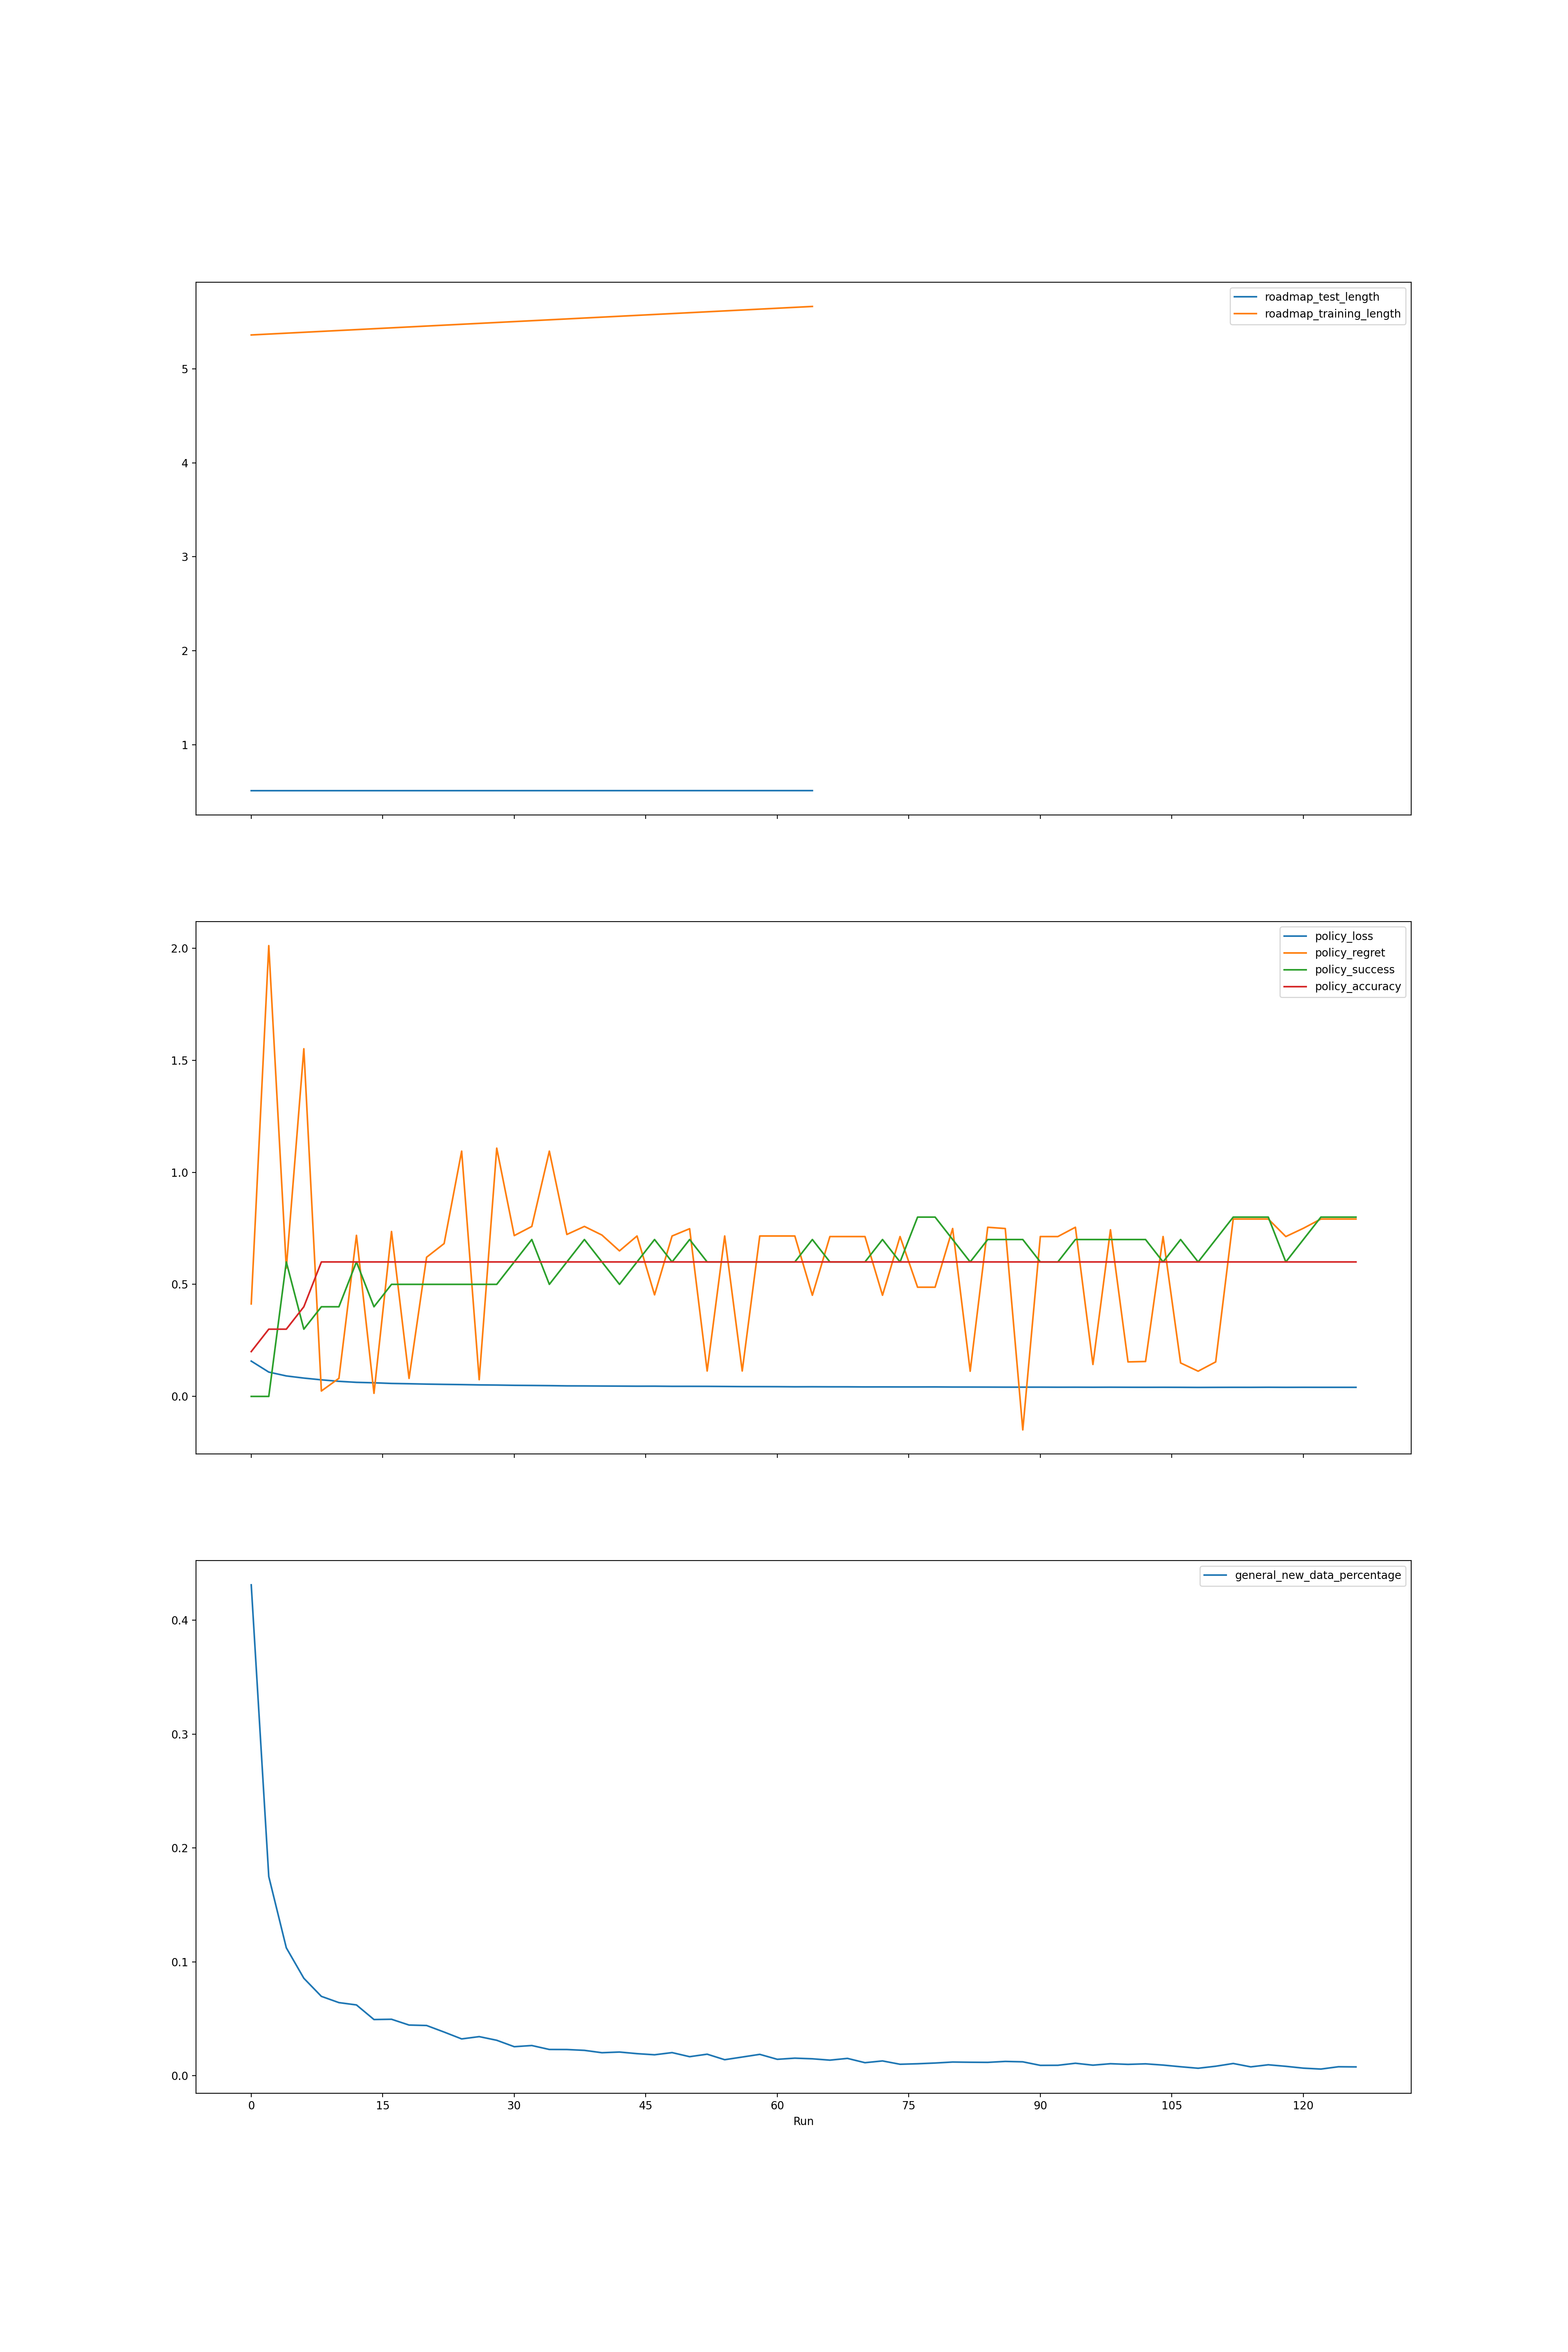 roadmap_test_length
roadmap_training_length
5
4
3
2
1
policy_loss
policy_regret
policy_success
policy_accuracy
2.0
1.5
1.0
0.5
0.0
general_new_data_percentage
0.4
0.3
0.2
0.1
0.0
0 15 30 45 60 75 90 105 120
Run